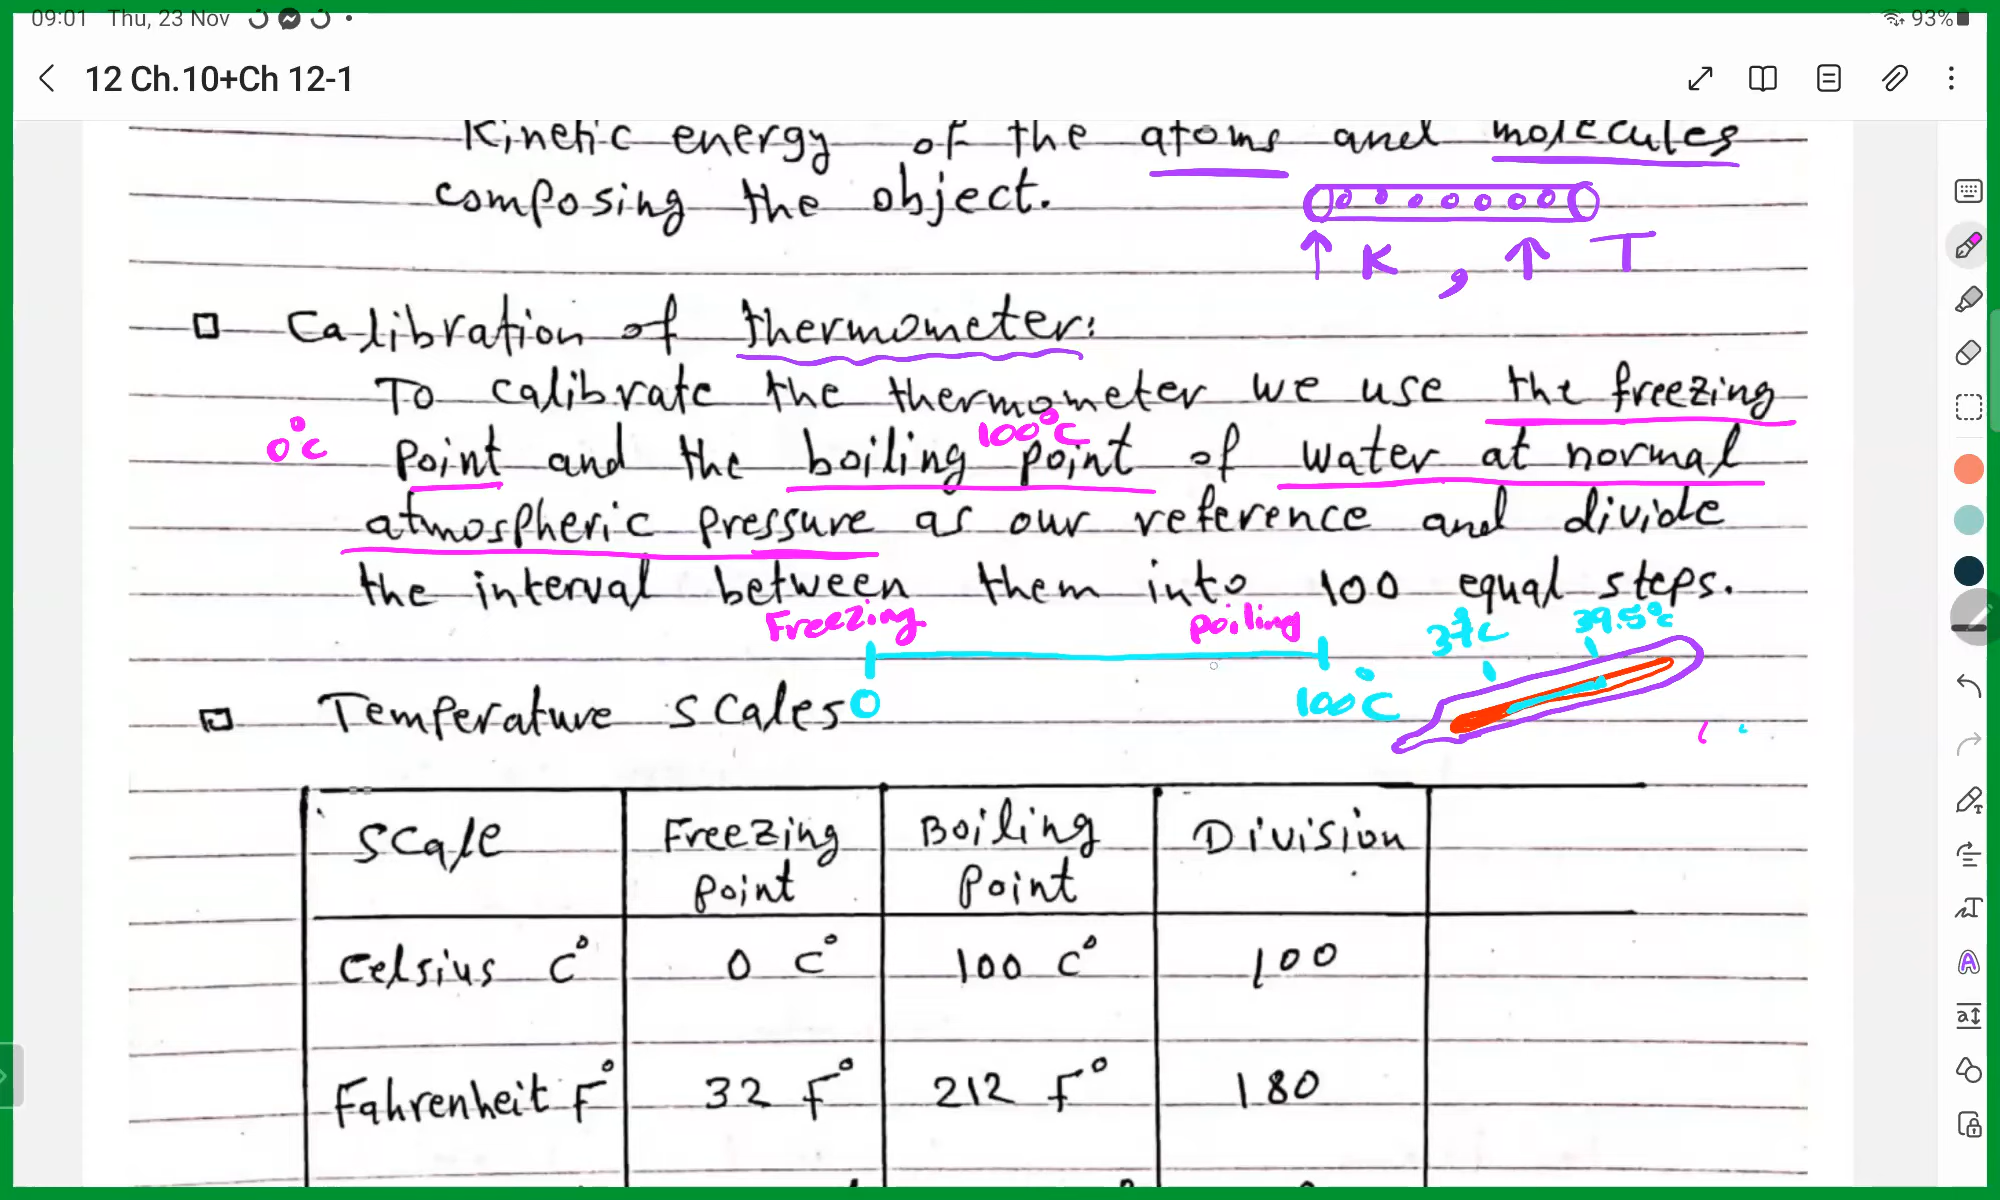 09:01 Thu, 23 Nov
93%
12 Ch.10+Ch 12-1
Kinetic energy of the atoms and molecules
composing the object.
↑ K , ↑ T
Calibration of thermometer:
To calibrate the thermometer we use the freezing
0°c
100°C
point and the boiling point of water at normal
atmospheric pressure as our reference and divide
the interval between them into 100 equal steps.
Freezing
poiling
37°c
39.5°c
Temperature scales
0
100°C
Scale Freezing point Boiling point Division
Celsius C° 0 C° 100 C° 100
Fahrenheit F° 32 F° 212 F° 180